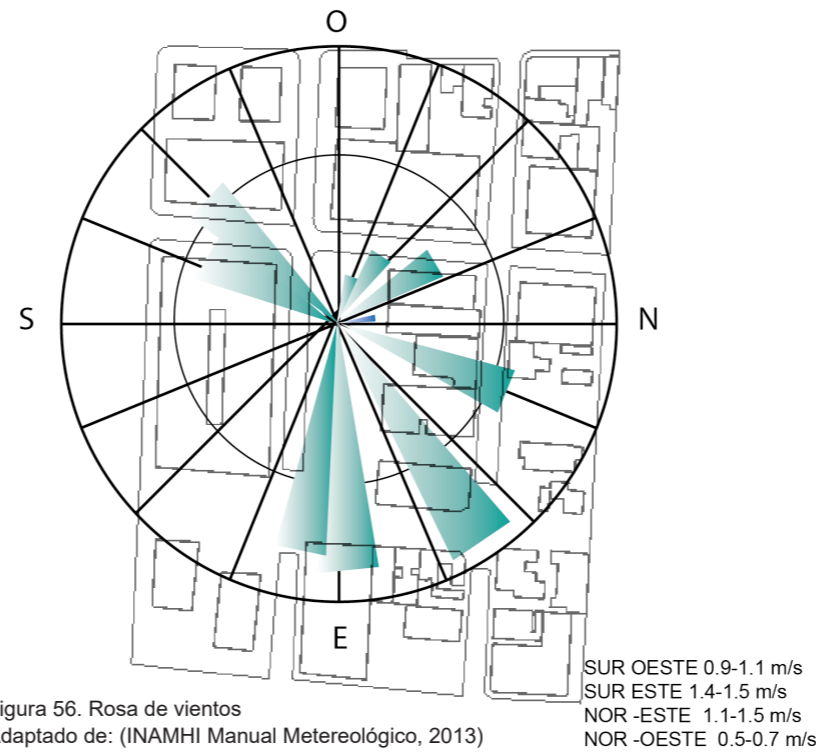 O
S
N
E
SUR OESTE 0.9-1.1 m/s
SUR ESTE 1.4-1.5 m/s
NOR -ESTE 1.1-1.5 m/s
NOR -OESTE 0.5-0.7 m/s
igura 56. Rosa de vientos
daptado de: (INAMHI Manual Metereológico, 2013)